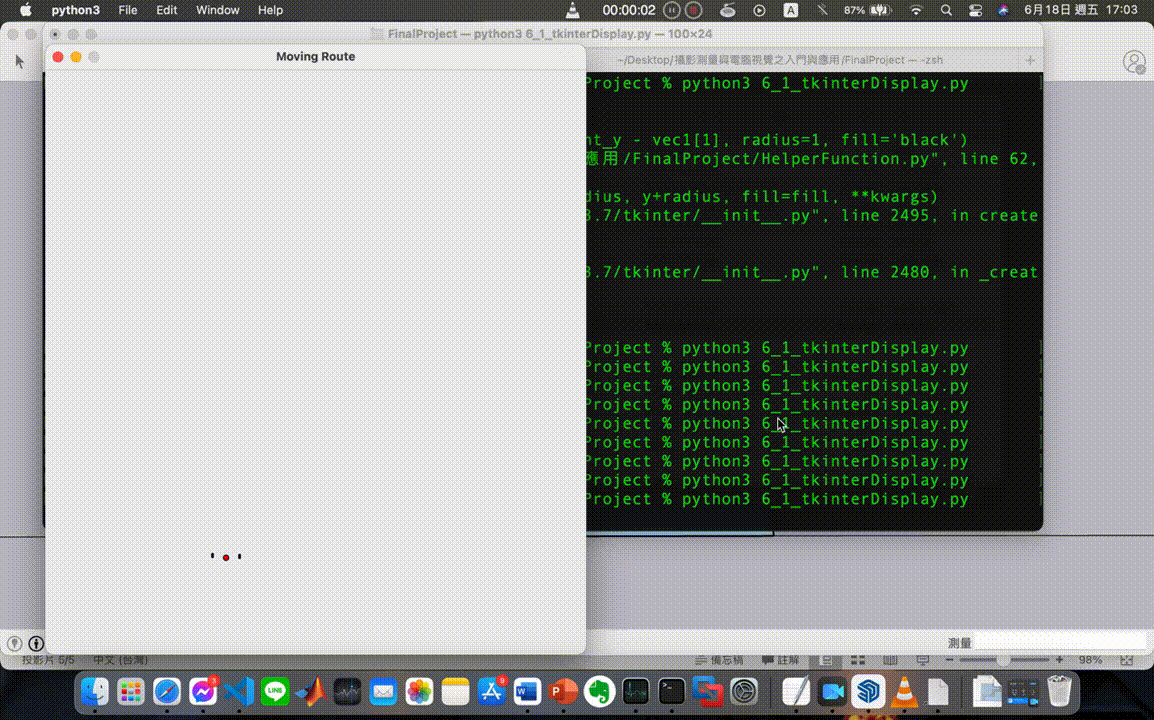 python3 File Edit Window Help 00:00:02 A 87% 6月18日 週五 17:03
FinalProject — python3 6_1_tkinterDisplay.py — 100×24
Moving Route
~/Desktop/攝影測量與電腦視覺之入門與應用/FinalProject — -zsh
Project % python3 6_1_tkinterDisplay.py
nt_y - vec1[1], radius=1, fill='black')
應用/FinalProject/HelperFunction.py", line 62,
dius, y+radius, fill=fill, **kwargs)
3.7/tkinter/__init__.py", line 2495, in create
3.7/tkinter/__init__.py", line 2480, in _creat
Project % python3 6_1_tkinterDisplay.py
Project % python3 6_1_tkinterDisplay.py
Project % python3 6_1_tkinterDisplay.py
Project % python3 6_1_tkinterDisplay.py
Project % python3 6_1_tkinterDisplay.py
Project % python3 6_1_tkinterDisplay.py
Project % python3 6_1_tkinterDisplay.py
Project % python3 6_1_tkinterDisplay.py
Project % python3 6_1_tkinterDisplay.py
測量
投影片 5/5 中文 (台灣) 備忘稿 註解 98%
3 LINE 9